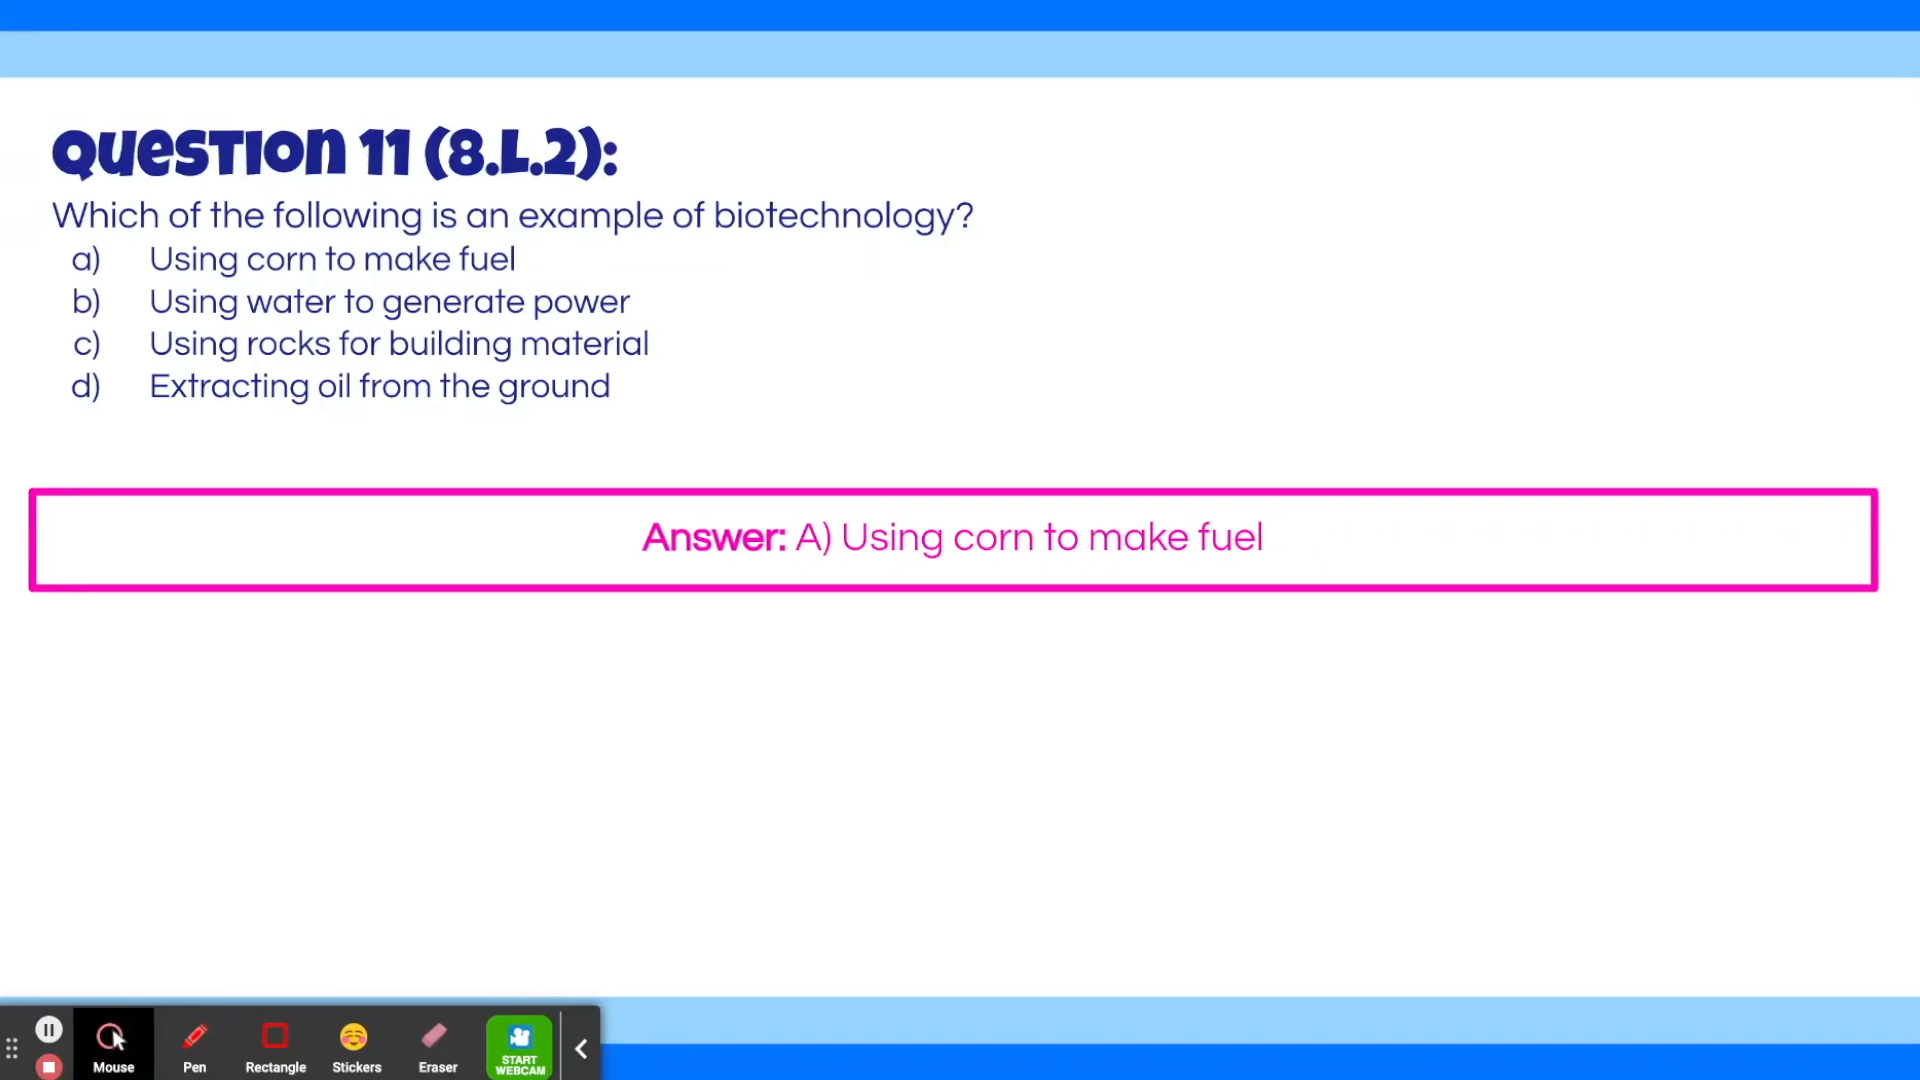 Question 11 (8.L.2):
Which of the following is an example of biotechnology?
a) Using corn to make fuel
b) Using water to generate power
c) Using rocks for building material
d) Extracting oil from the ground
Answer: A) Using corn to make fuel
Mouse Pen Rectangle Stickers Eraser START WEBCAM